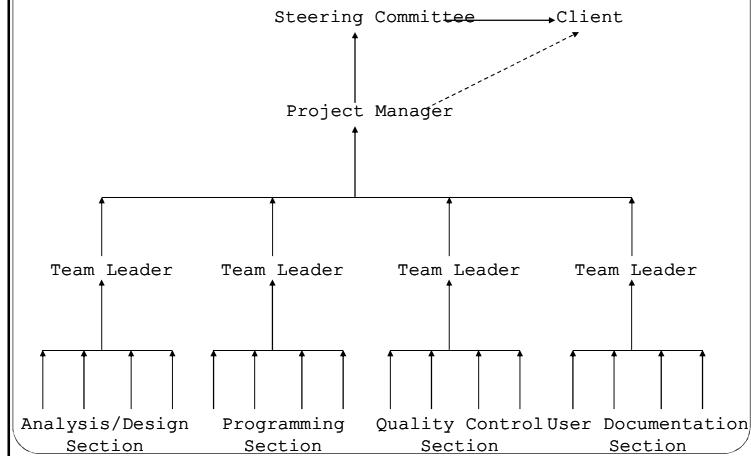 Steering Committee Client
Project Manager
Team Leader Team Leader Team Leader Team Leader
Analysis/Design Programming Quality Control User Documentation
Section Section Section Section